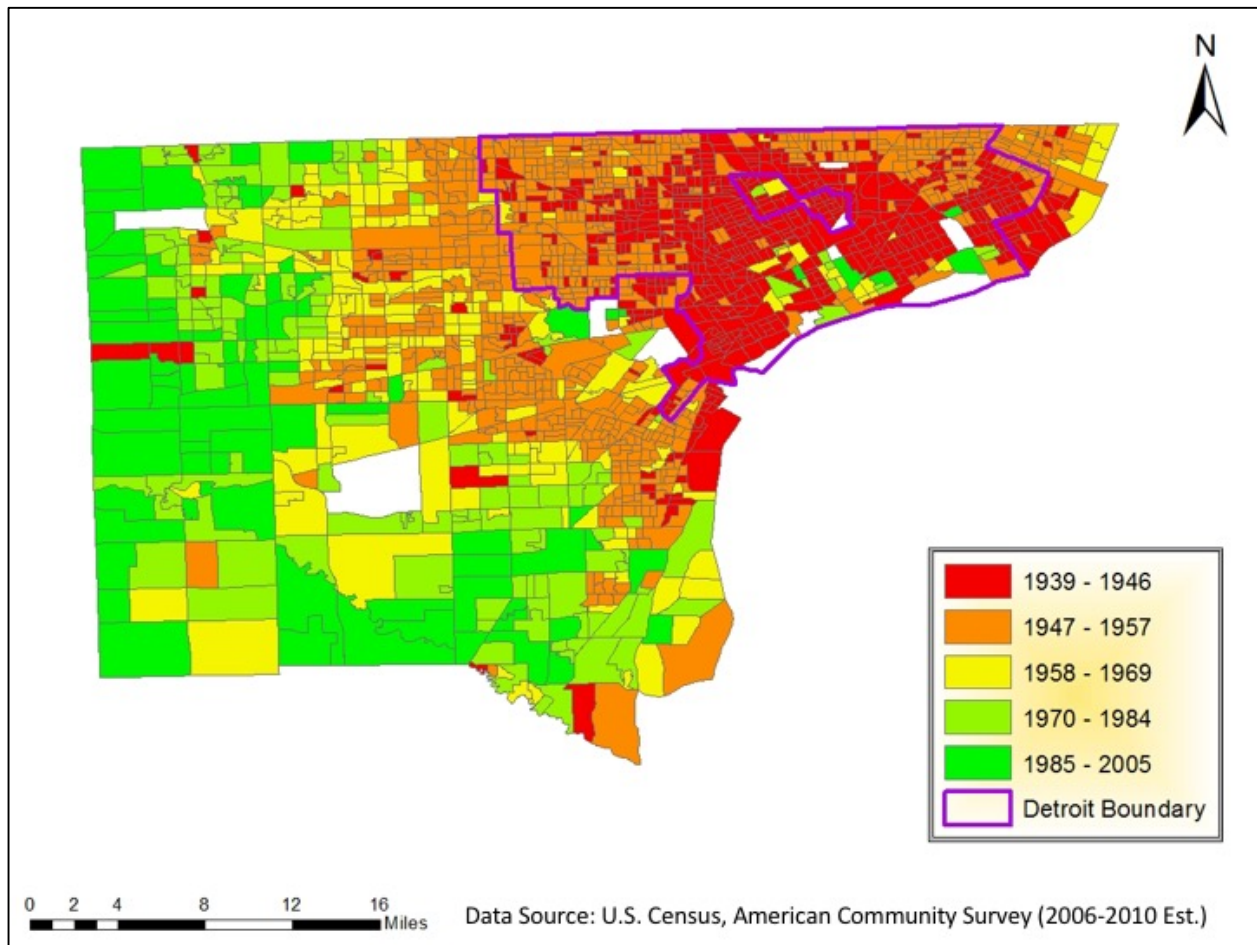 N
1939 - 1946
1947 - 1957
1958 - 1969
1970 - 1984
1985 - 2005
Detroit Boundary
0 2 4 8 12 16
Miles
Data Source: U.S. Census, American Community Survey (2006-2010 Est.)